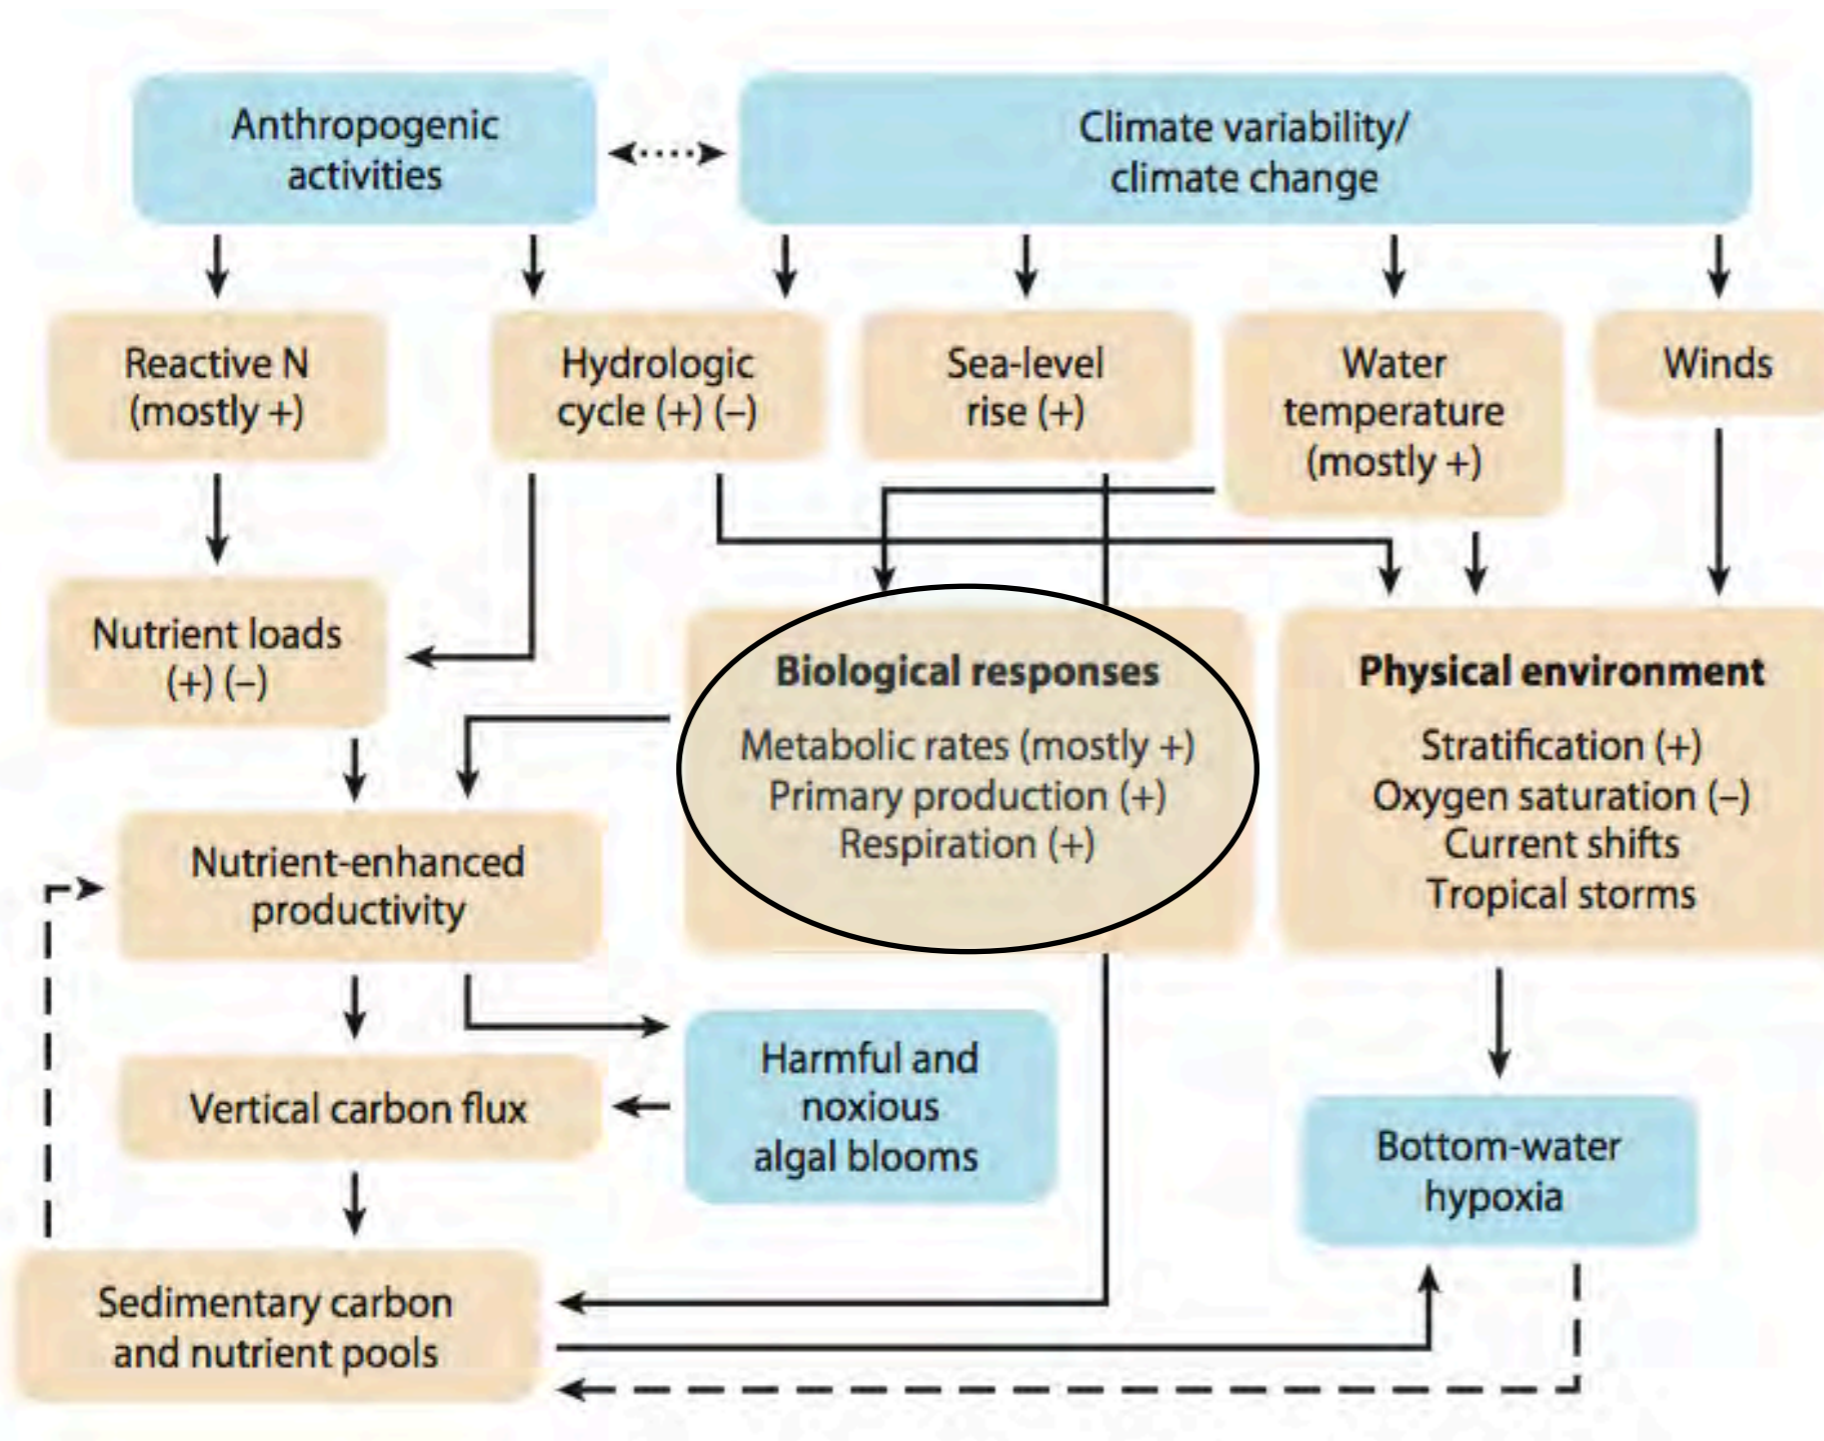 Anthropogenic
activities
Climate variability/
climate change
Reactive N
(mostly +)
Hydrologic
cycle (+) (–)
Sea-level
rise (+)
Water
temperature
(mostly +)
Winds
Nutrient loads
(+) (–)
Biological responses
Metabolic rates (mostly +)
Primary production (+)
Respiration (+)
Physical environment
Stratification (+)
Oxygen saturation (–)
Current shifts
Tropical storms
Nutrient-enhanced
productivity
Vertical carbon flux
Harmful and
noxious
algal blooms
Bottom-water
hypoxia
Sedimentary carbon
and nutrient pools